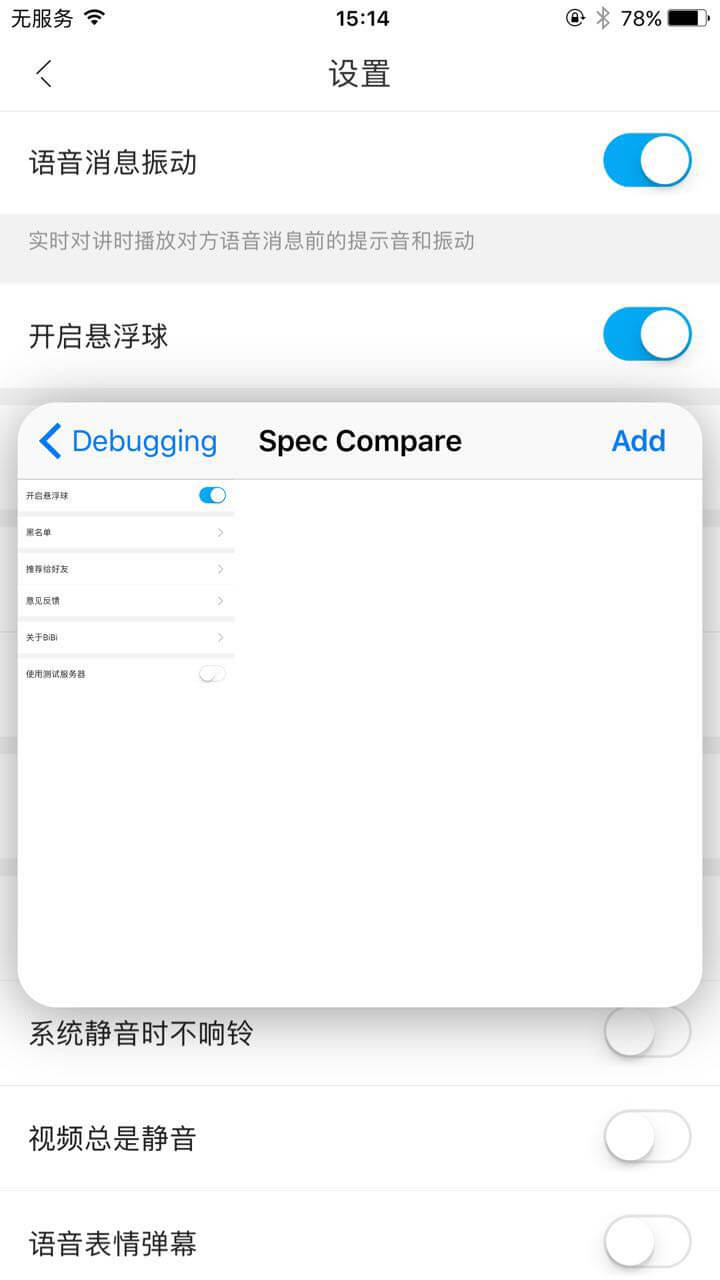 无服务
15:14
78%
设置
语音消息振动
实时对讲时播放对方语音消息前的提示音和振动
开启悬浮球
Debugging
Spec Compare
Add
开启悬浮球
黑名单
推荐给好友
意见反馈
关于BiBi
使用测试服务器
系统静音时不响铃
视频总是静音
语音表情弹幕